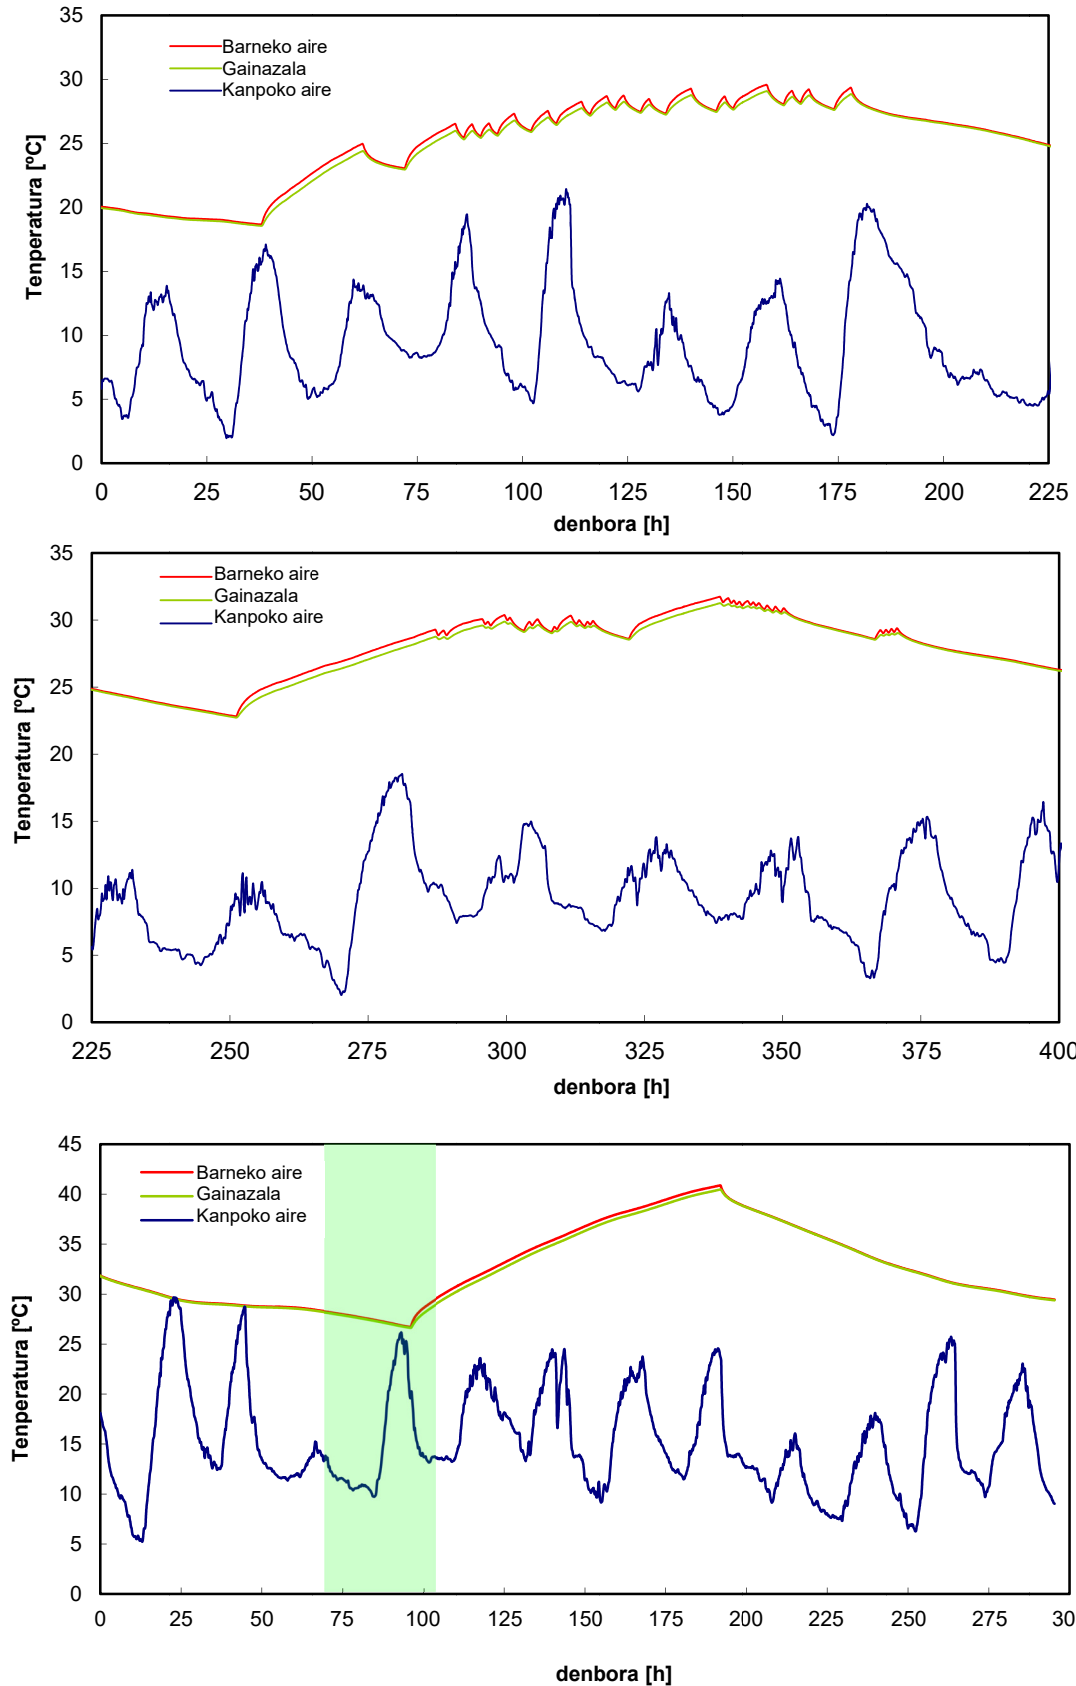 35
30
25
20
15
10
5
0
Tenperatura [ºC]
Barneko aire
Gainazala
Kanpoko aire
0 25 50 75 100 125 150 175 200 225
denbora [h]
35
30
25
20
15
10
5
0
Tenperatura [ºC]
Barneko aire
Gainazala
Kanpoko aire
225 250 275 300 325 350 375 400
denbora [h]
45
40
35
30
25
20
15
10
5
0
Tenperatura [ºC]
Barneko aire
Gainazala
Kanpoko aire
0 25 50 75 100 125 150 175 200 225 250 275 30
denbora [h]